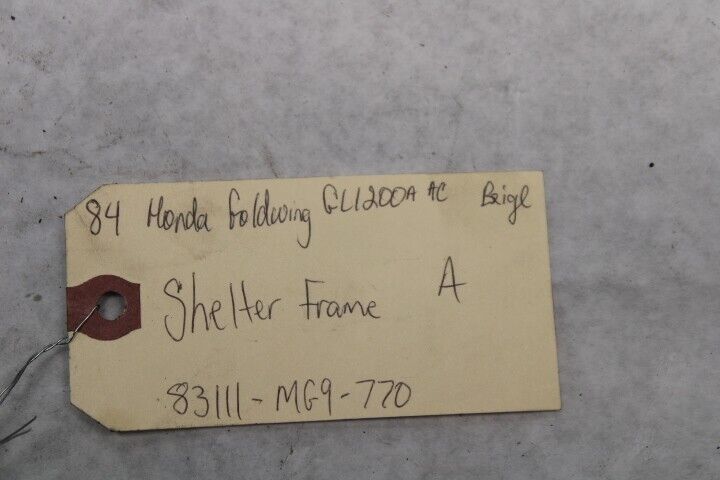 84 Honda Goldwing GL1200A AC Beige
Shelter Frame A
83111-MG9-770